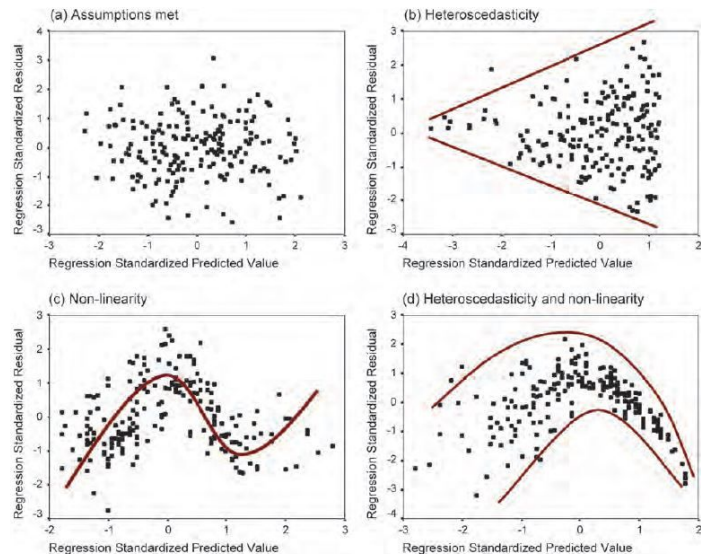 (a) Assumptions met
4
3
2
1
0
-1
-2
-3
-3 -2 -1 0 1 2 3
Regression Standardized Residual
Regression Standardized Predicted Value
(b) Heteroscedasticity
3
2
1
0
-1
-2
-3
-4 -3 -2 -1 0 1 2
Regression Standardized Residual
Regression Standardized Predicted Value
(c) Non-linearity
3
2
1
0
-1
-2
-3
-2 -1 0 1 2 3
Regression Standardized Residual
Regression Standardized Predicted Value
(d) Heteroscedasticity and non-linearity
3
2
1
0
-1
-2
-3
-4
-3 -2 -1 0 1 2
Regression Standardized Residual
Regression Standardized Predicted Value